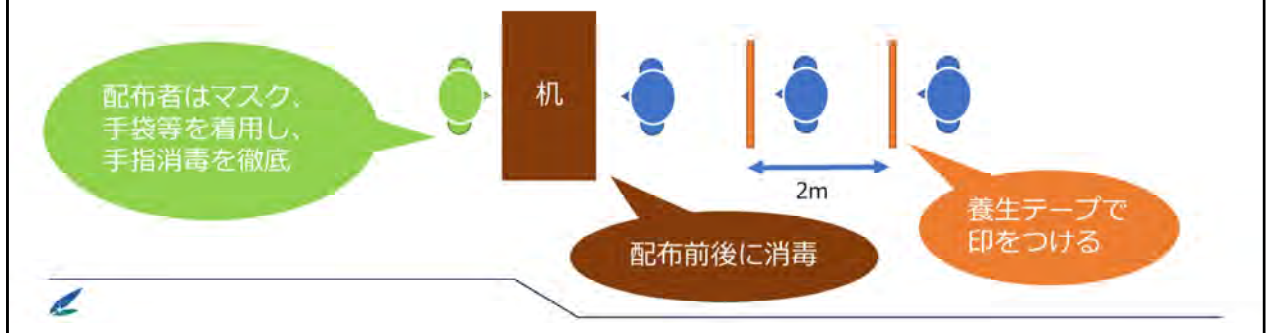 配布者はマスク、
手袋等を着用し、
手指消毒を徹底
机
2m
養生テープで
印をつける
配布前後に消毒